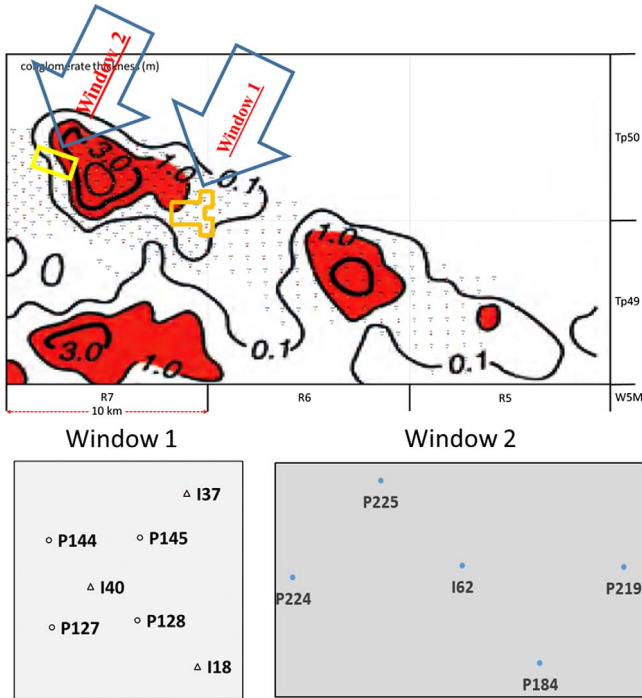 conglomerate thickness (m)
Window 2
Window 1
3.0
1.0
0.1
Tp50
0
1.0
Tp49
3.0
1.0
0.1
0.1
R7
R6
R5
W5M
10 km
Window 1
Window 2
I37
P144
P145
I40
P127
P128
I18
P225
P224
I62
P219
P184